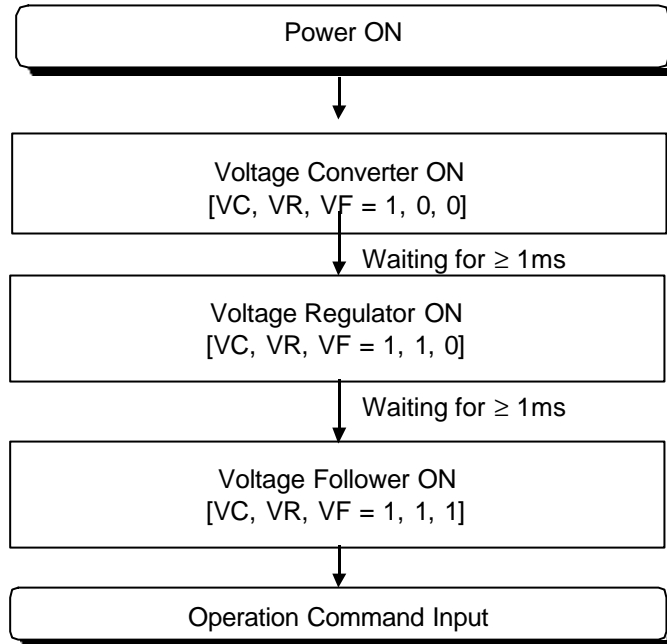 Power ON
Voltage Converter ON
[VC, VR, VF = 1, 0, 0]
Waiting for ≥ 1ms
Voltage Regulator ON
[VC, VR, VF = 1, 1, 0]
Waiting for ≥ 1ms
Voltage Follower ON
[VC, VR, VF = 1, 1, 1]
Operation Command Input